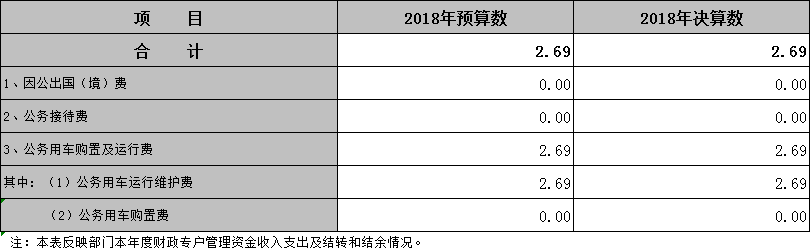 项 目 2018年预算数 2018年决算数
合 计 2.69 2.69
1、因公出国（境）费 0.00 0.00
2、公务接待费 0.00 0.00
3、公务用车购置及运行费 2.69 2.69
其中：（1）公务用车运行维护费 2.69 2.69
（2）公务用车购置费 0.00 0.00
注：本表反映部门本年度财政专户管理资金收入支出及结转和结余情况。